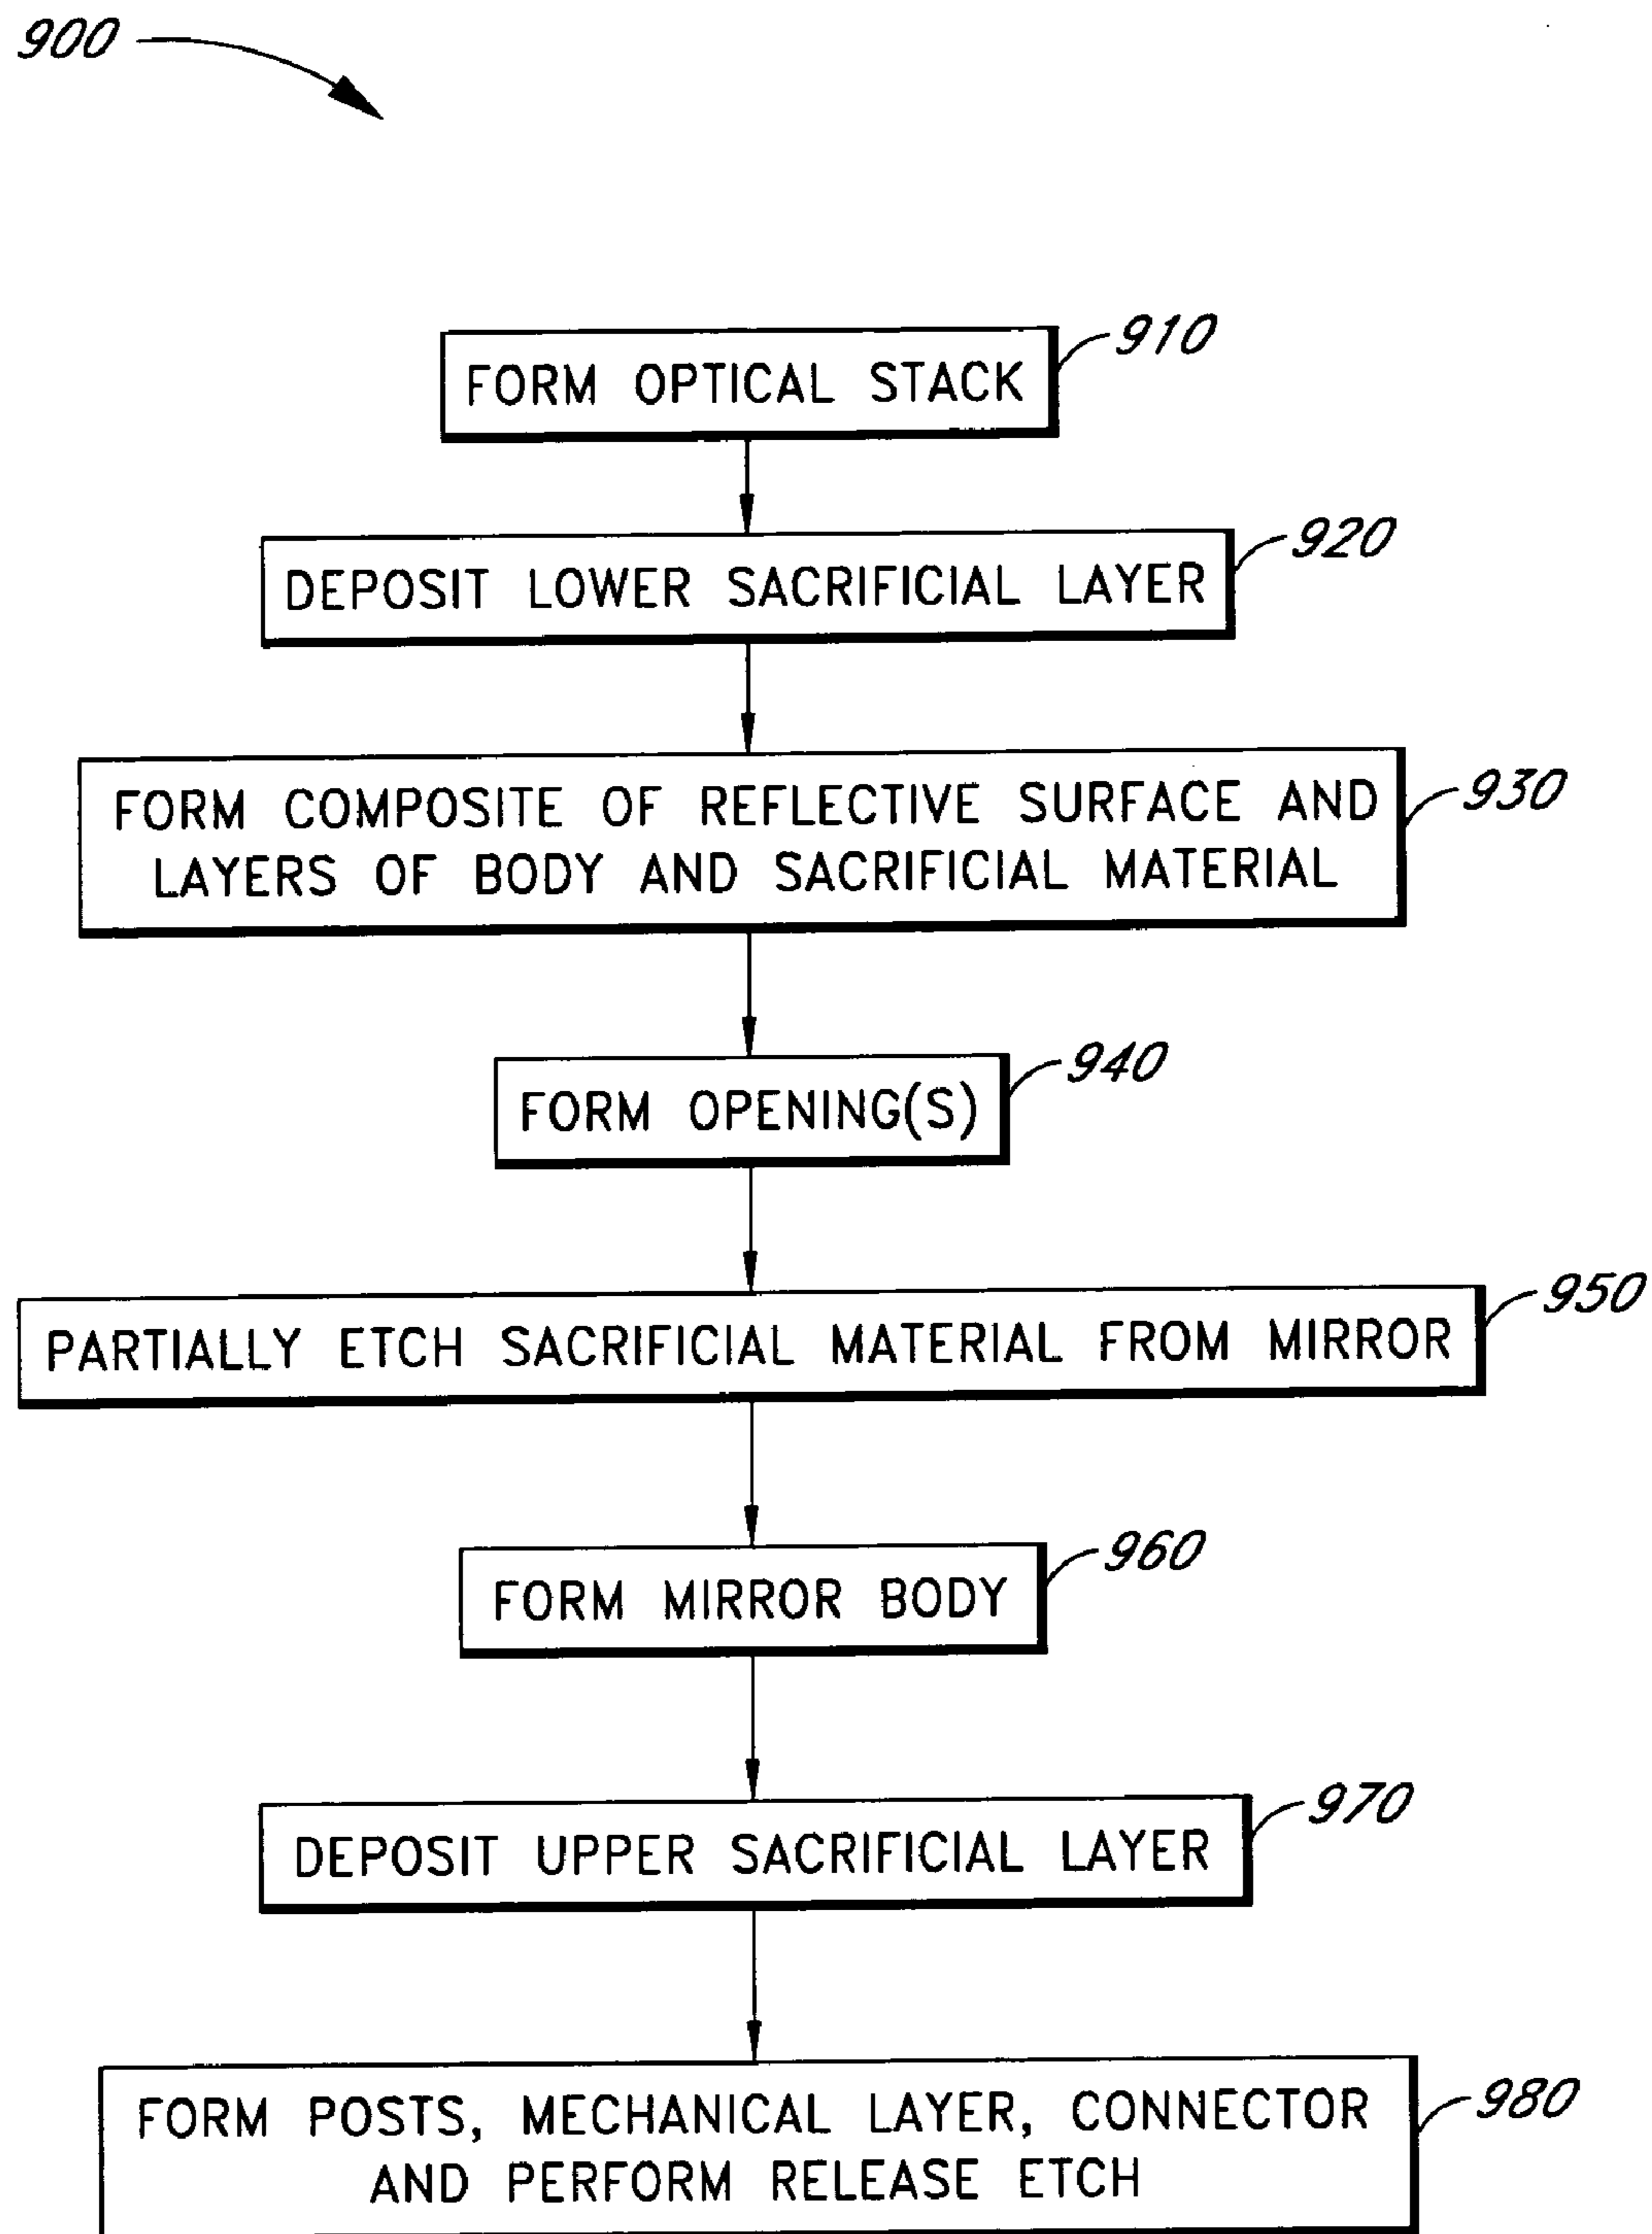 900
910
FORM OPTICAL STACK
920
DEPOSIT LOWER SACRIFICIAL LAYER
930
FORM COMPOSITE OF REFLECTIVE SURFACE AND
LAYERS OF BODY AND SACRIFICIAL MATERIAL
940
FORM OPENING(S)
950
PARTIALLY ETCH SACRIFICIAL MATERIAL FROM MIRROR
960
FORM MIRROR BODY
970
DEPOSIT UPPER SACRIFICIAL LAYER
980
FORM POSTS, MECHANICAL LAYER, CONNECTOR
AND PERFORM RELEASE ETCH